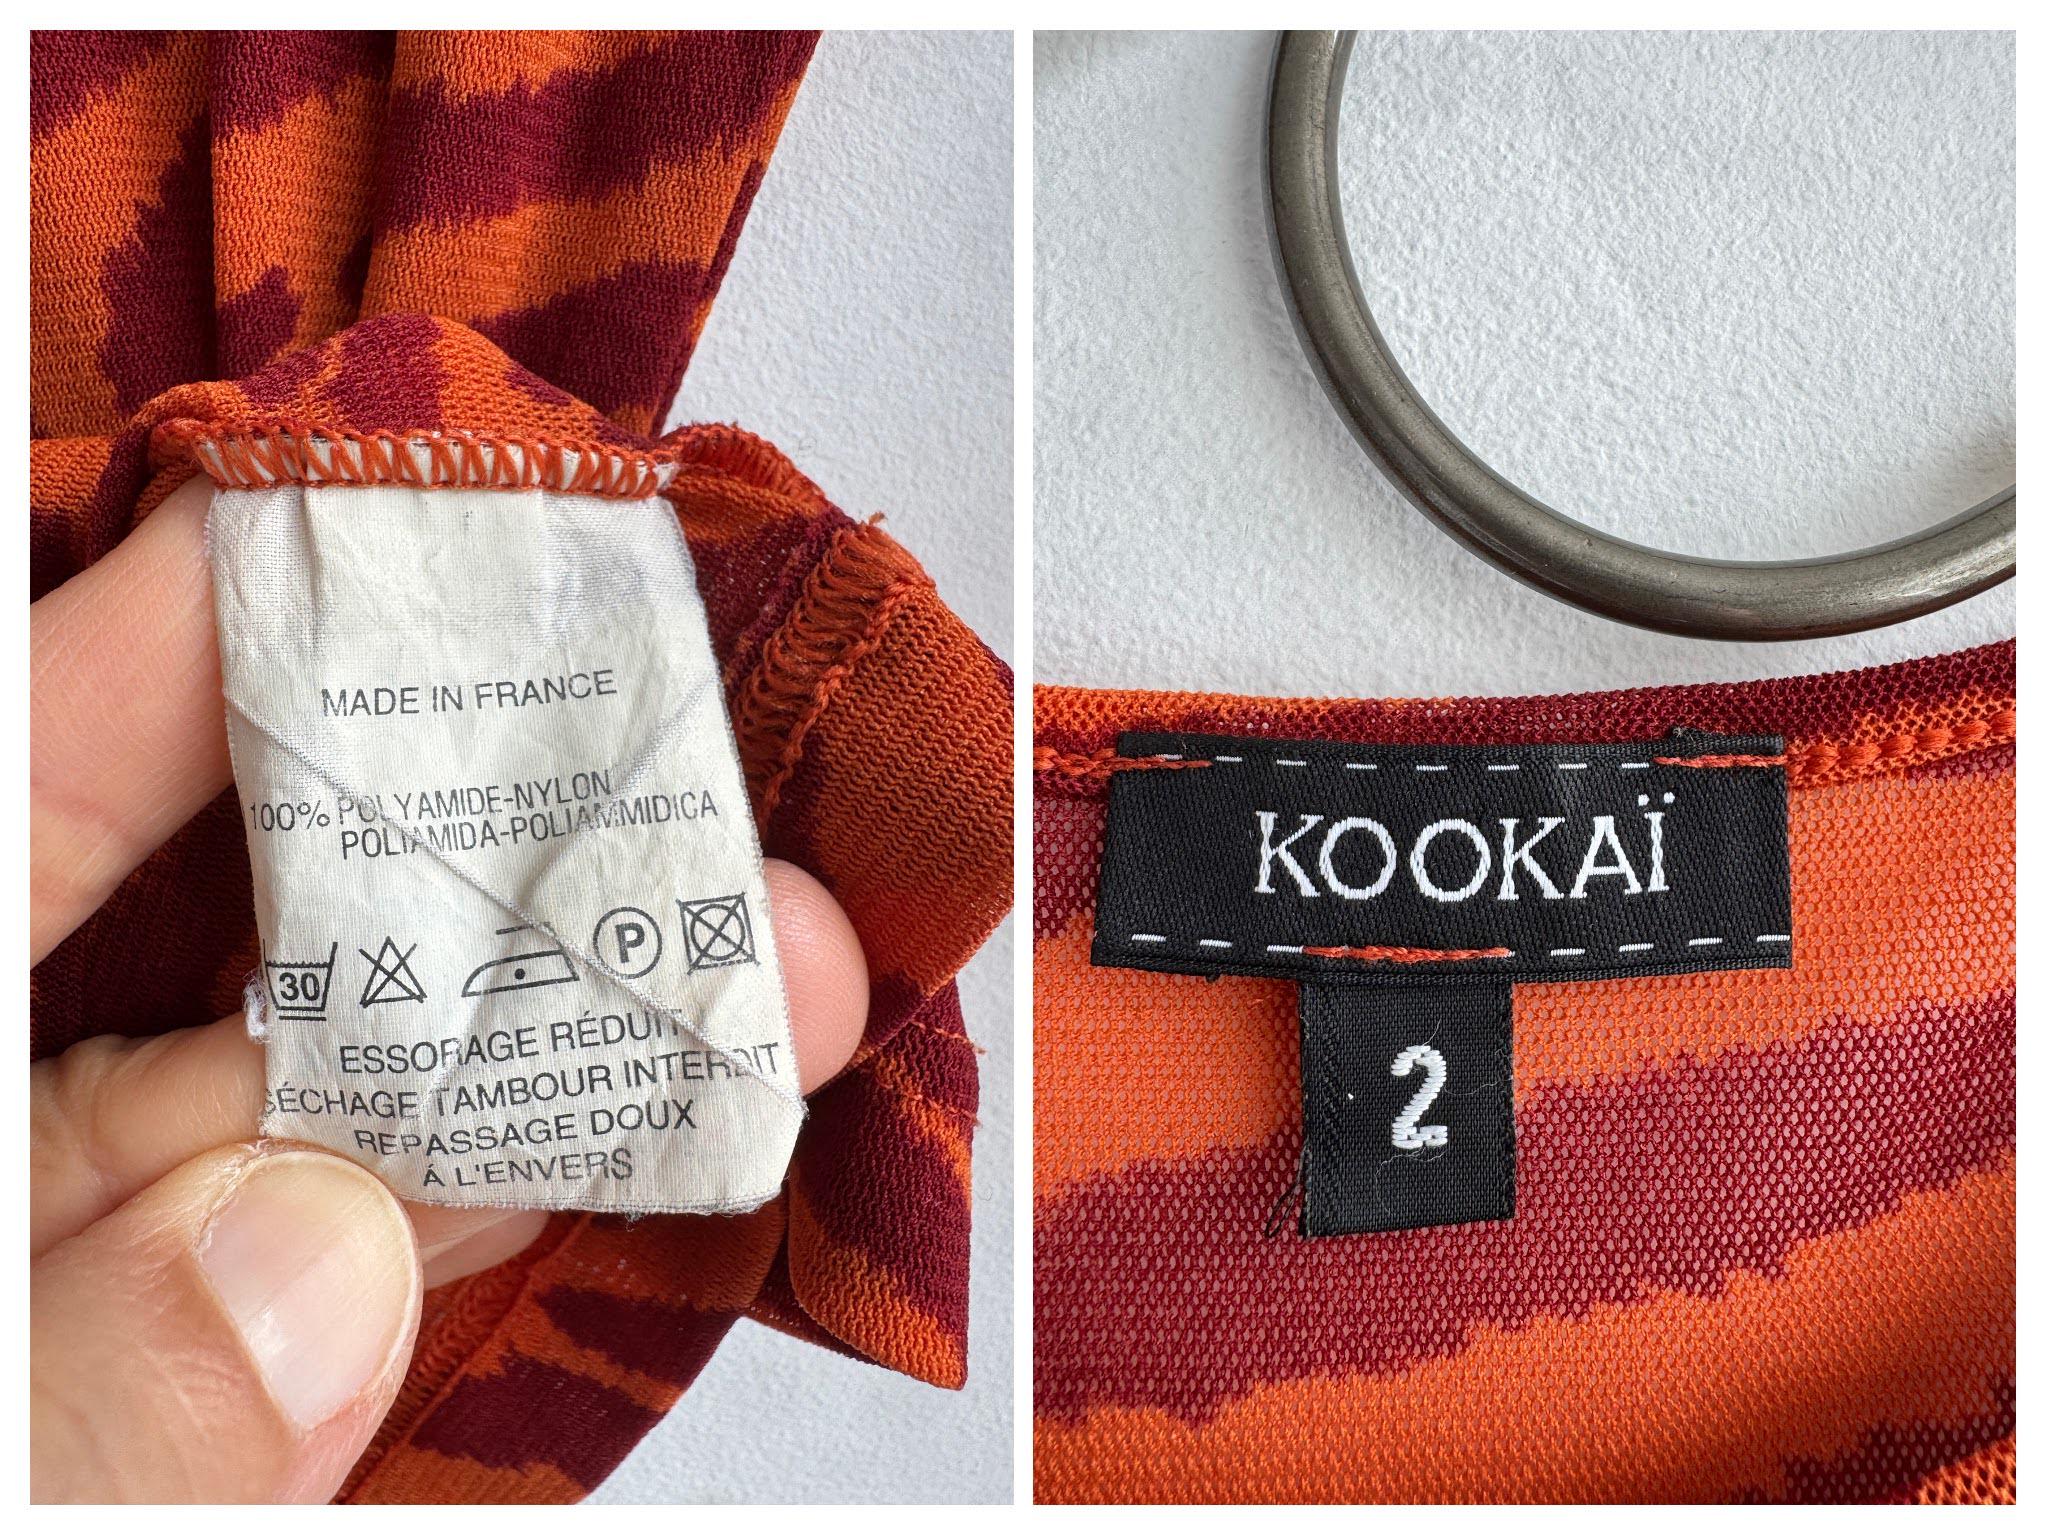 MADE IN FRANCE
100% POLYAMIDE-NYLON
POLIAMIDA-POLIAMMIDICA
30
P
ESSORAGE RÉDUIT
SÉCHAGE TAMBOUR INTERDIT
REPASSAGE DOUX
Á L'ENVERS
KOOKAÏ
2